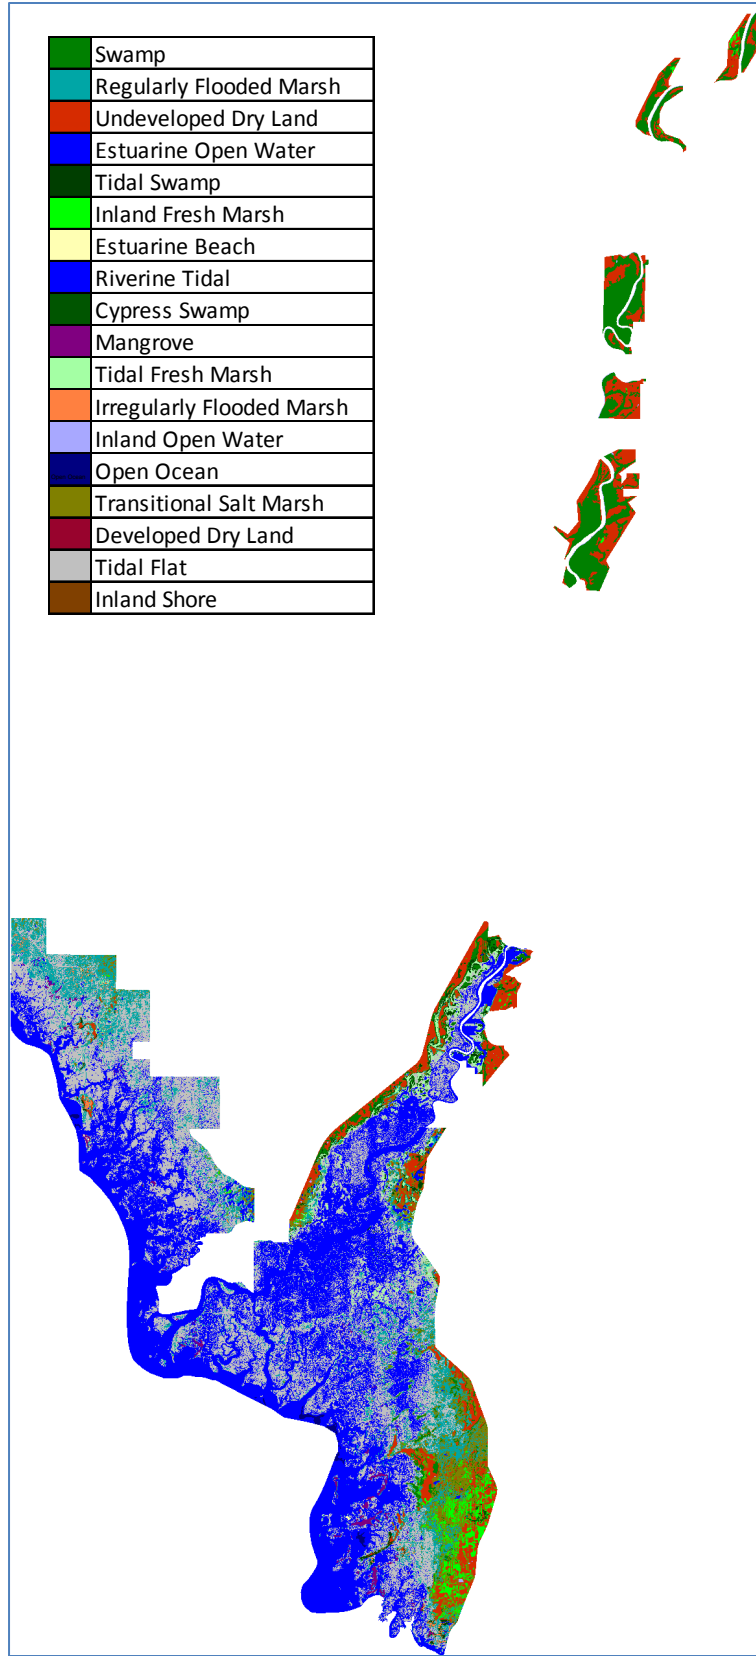 Swamp
Regularly Flooded Marsh
Undeveloped Dry Land
Estuarine Open Water
Tidal Swamp
Inland Fresh Marsh
Estuarine Beach
Riverine Tidal
Cypress Swamp
Mangrove
Tidal Fresh Marsh
Irregularly Flooded Marsh
Inland Open Water
Open Ocean
Transitional Salt Marsh
Developed Dry Land
Tidal Flat
Inland Shore